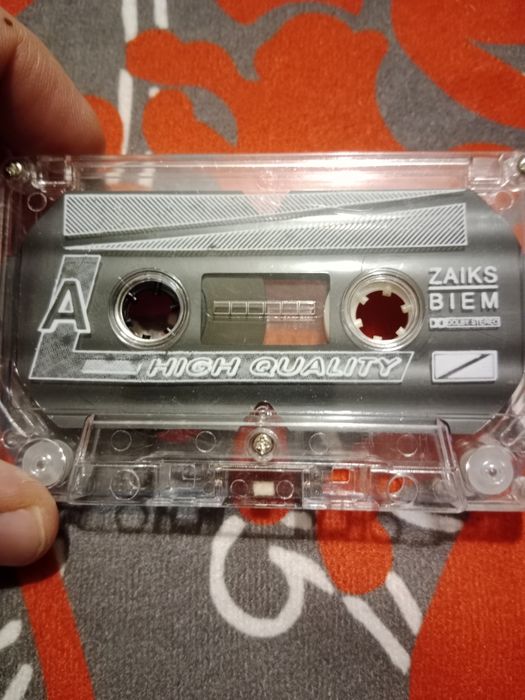 ZAIKS
BIEM
DOLBY STEREO
A
HIGH QUALITY